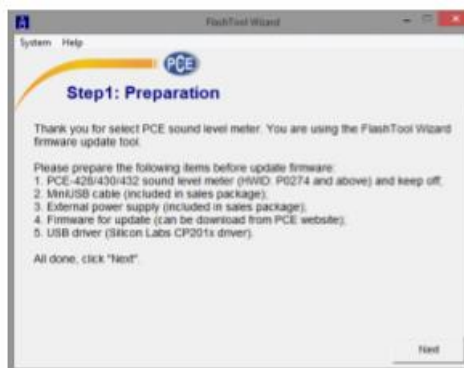 FlashTool Wizard
System Help
PCE
Step1: Preparation
Thank you for select PCE sound level meter. You are using the FlashTool Wizard
firmware update tool.
Please prepare the following items before update firmware:
1. PCE-428/430/432 sound level meter (HWID: P0274 and above) and keep off;
2. MiniUSB cable (included in sales package);
3. External power supply (included in sales package);
4. Firmware for update (can be download from PCE website);
5. USB driver (Silicon Labs CP201x driver).
All done, click "Next".
Next